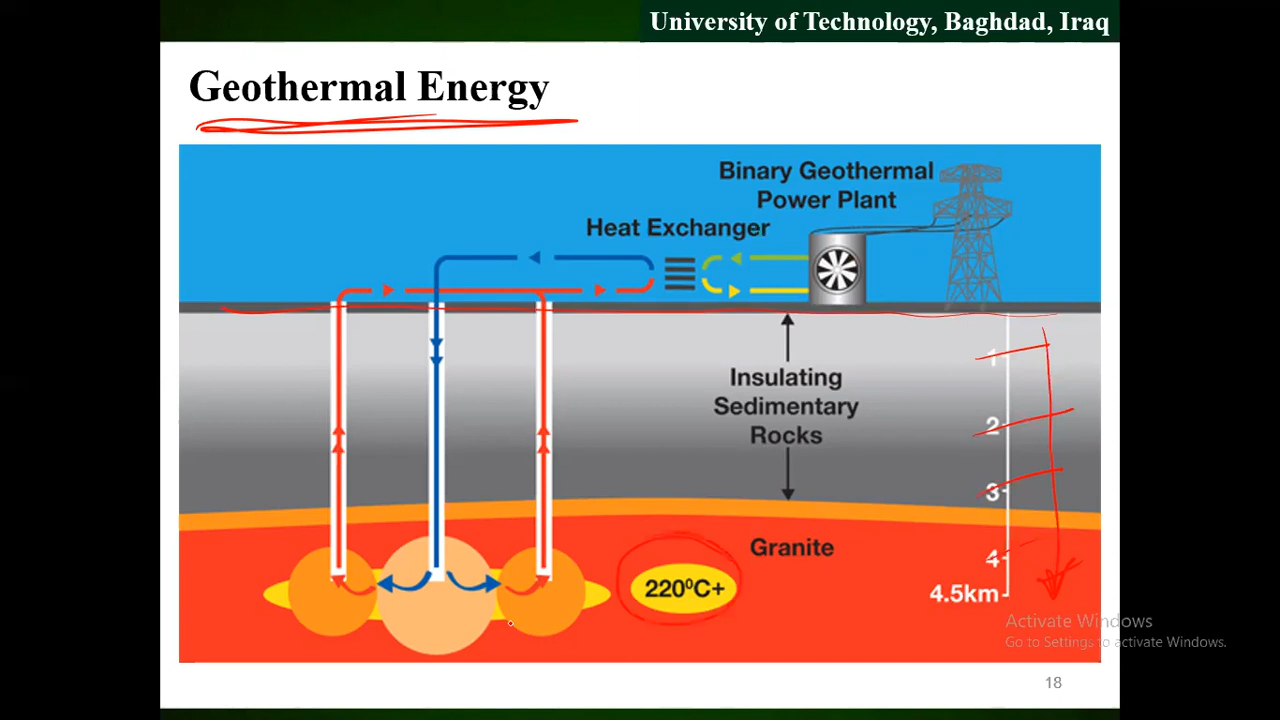 University of Technology, Baghdad, Iraq
Geothermal Energy
Binary Geothermal
Power Plant
Heat Exchanger
Insulating
Sedimentary
Rocks
1
2
3
Granite
4
220⁰C+
4.5km
Activate Windows
Go to Settings to activate Windows.
18